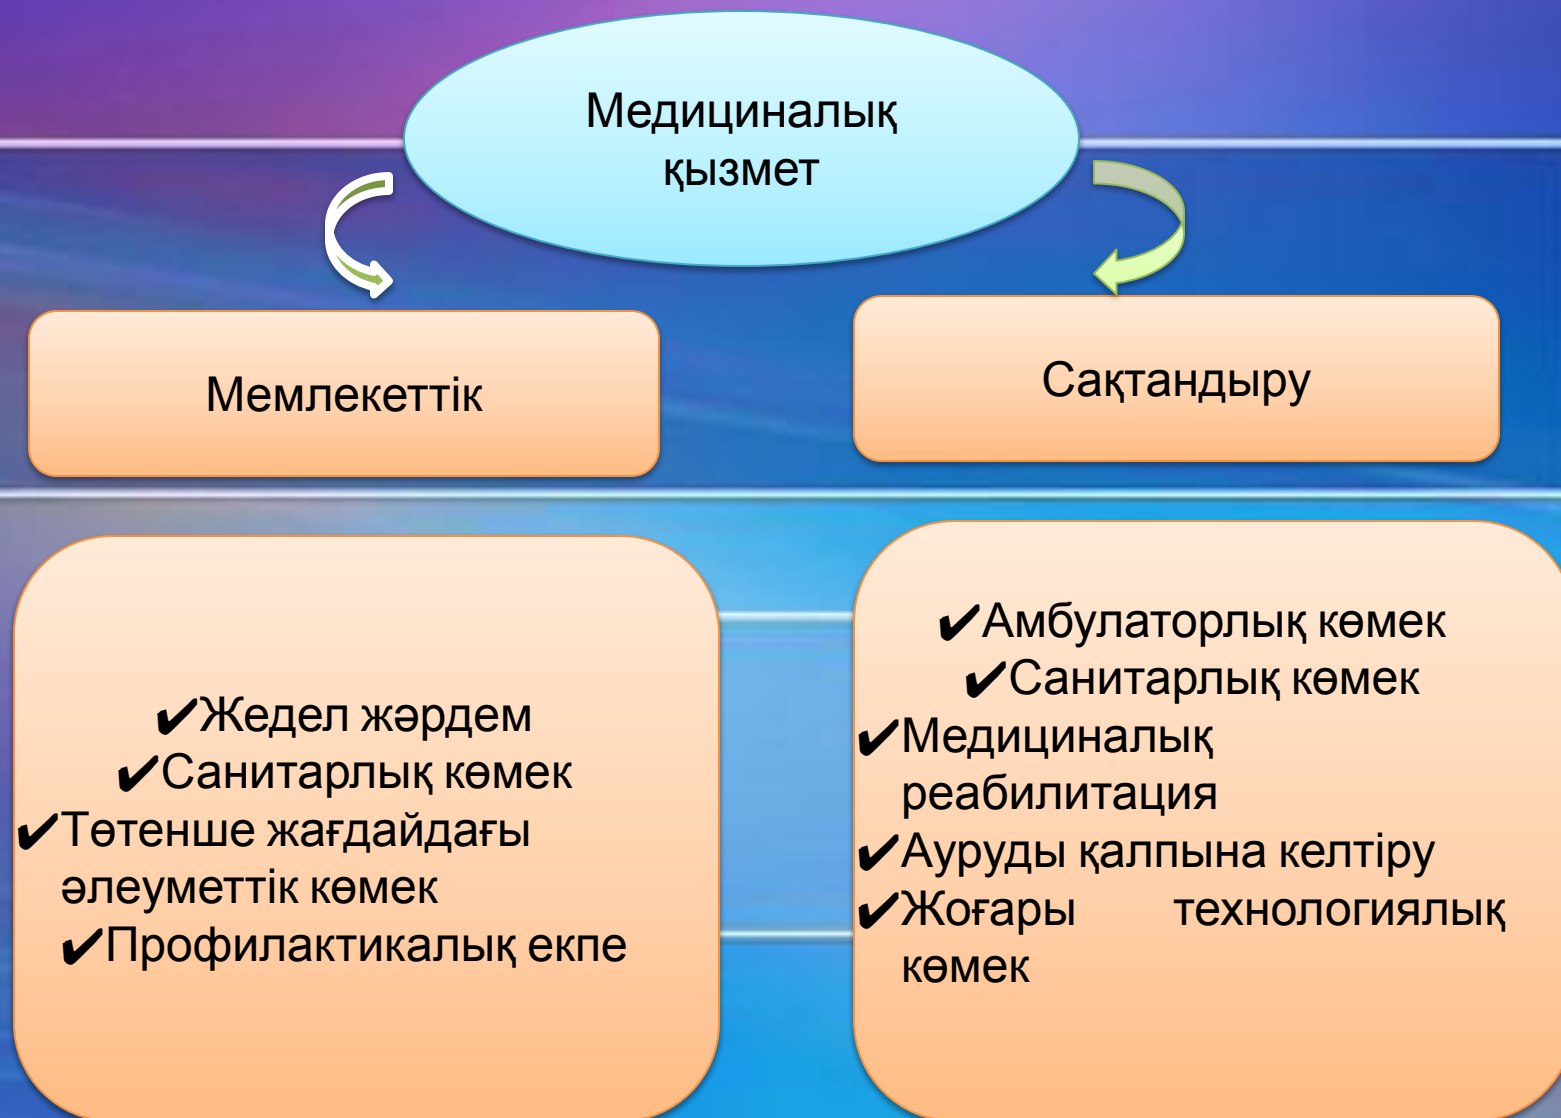 Медициналық
қызмет
Мемлекеттік
Сақтандыру
✔Жедел жәрдем
✔Санитарлық көмек
✔Төтенше жағдайдағы
әлеуметтік көмек
✔Профилактикалық екпе
✔Амбулаторлық көмек
✔Санитарлық көмек
✔Медициналық
реабилитация
✔Ауруды қалпына келтіру
✔Жоғары технологиялық
көмек